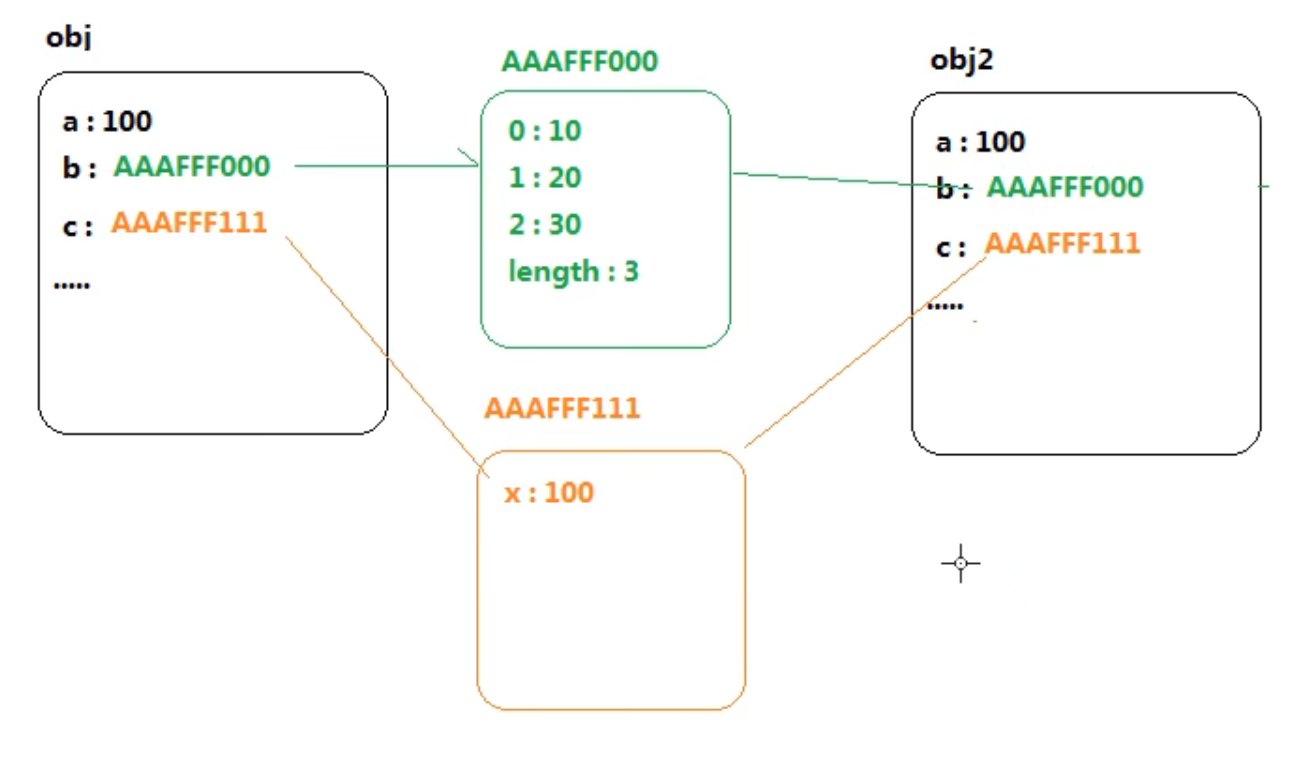 obj
a : 100
b : AAAFFF000
c : AAAFFF111
.....
AAAFFF000
0 : 10
1 : 20
2 : 30
length : 3
AAAFFF111
x : 100
obj2
a : 100
b : AAAFFF000
c : AAAFFF111
.....